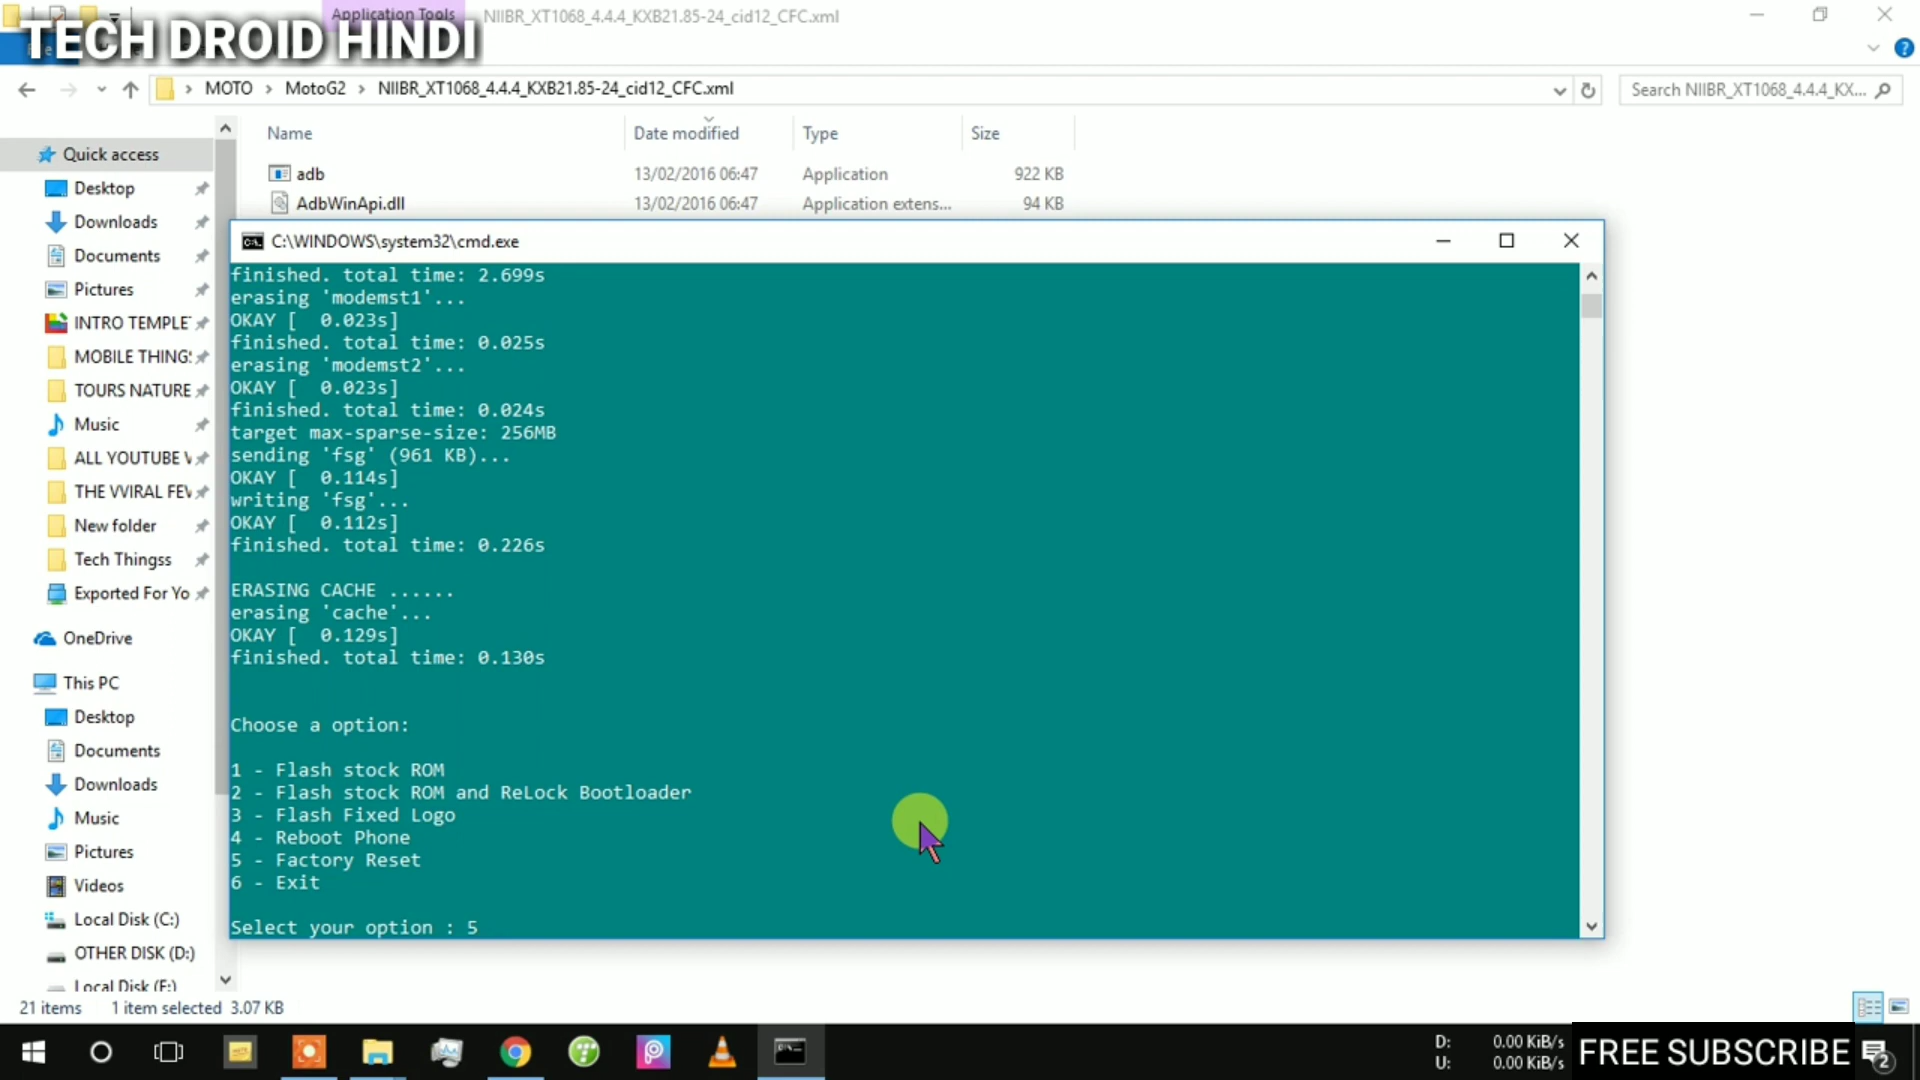 Application Tools
NIIBR_XT1068_4.4.4_KXB21.85-24_cid12_CFC.xml
TECH DROID HINDI
MOTO > MotoG2 > NIIBR_XT1068_4.4.4_KXB21.85-24_cid12_CFC.xml
Search NIIBR_XT1068_4.4.4_KX...
Name Date modified Type Size
adb 13/02/2016 06:47 Application 922 KB
AdbWinApi.dll 13/02/2016 06:47 Application extens... 94 KB
Quick access
Desktop
Downloads
Documents
Pictures
INTRO TEMPLE
MOBILE THING
TOURS NATURE
Music
ALL YOUTUBE
THE VVIRAL
New folder
Tech Thingss
Exported For Yo
OneDrive
This PC
Desktop
Documents
Downloads
Music
Pictures
Videos
Local Disk (C:)
OTHER DISK (D:)
Local Disk (E:)
C:\WINDOWS\system32\cmd.exe
finished. total time: 2.699s
erasing 'modemst1'...
OKAY [  0.023s]
finished. total time: 0.025s
erasing 'modemst2'...
OKAY [  0.023s]
finished. total time: 0.024s
target max-sparse-size: 256MB
sending 'fsg' (961 KB)...
OKAY [  0.114s]
writing 'fsg'...
OKAY [  0.112s]
finished. total time: 0.226s
ERASING CACHE ......
erasing 'cache'...
OKAY [  0.129s]
finished. total time: 0.130s
Choose a option:
1 - Flash stock ROM
2 - Flash stock ROM and ReLock Bootloader
3 - Flash Fixed Logo
4 - Reboot Phone
5 - Factory Reset
6 - Exit
Select your option : 5
21 items 1 item selected 3.07 KB
D: 0.00 KiB/s
U: 0.00 KiB/s
FREE SUBSCRIBE
2